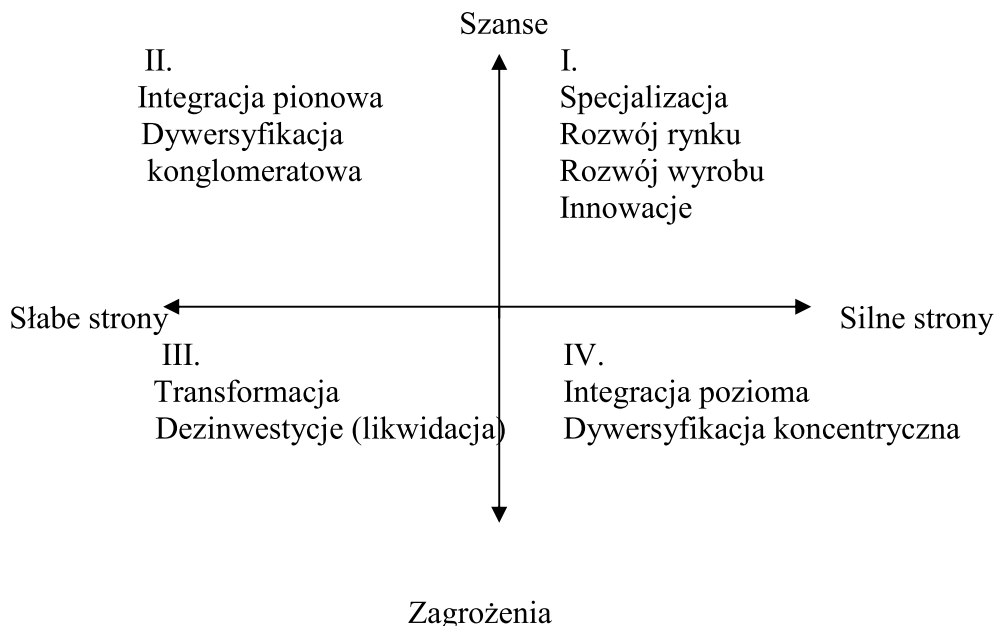 Szanse
II.
Integracja pionowa
Dywersyfikacja
konglomeratowa
I.
Specjalizacja
Rozwój rynku
Rozwój wyrobu
Innowacje
Słabe strony
Silne strony
III.
Transformacja
Dezinwestycje (likwidacja)
IV.
Integracja pozioma
Dywersyfikacja koncentryczna
Zagrożenia